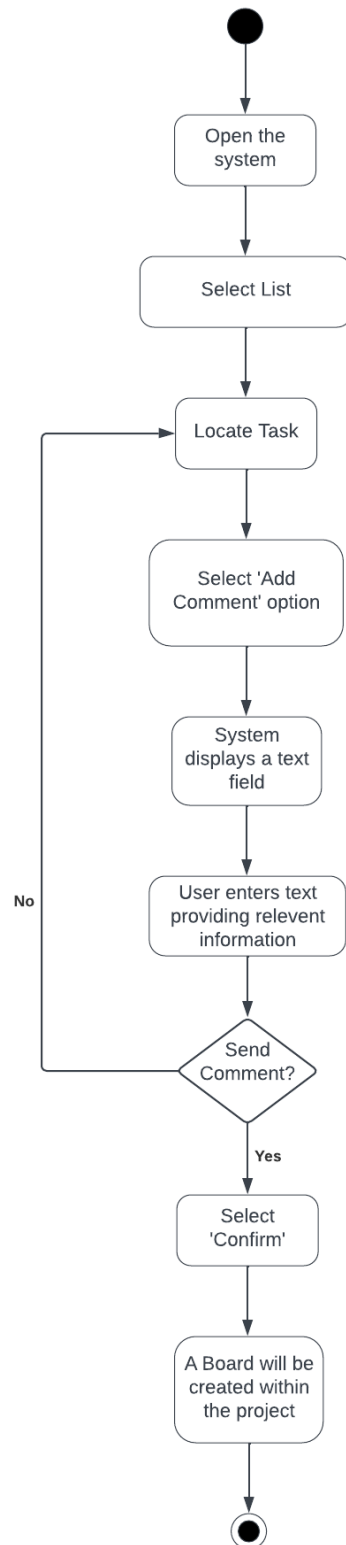 Open the
system
Select List
Locate Task
Select 'Add
Comment' option
System
displays a text
field
User enters text
providing relevent
information
No
Send
Comment?
Yes
Select
'Confirm'
A Board will be
created within
the project